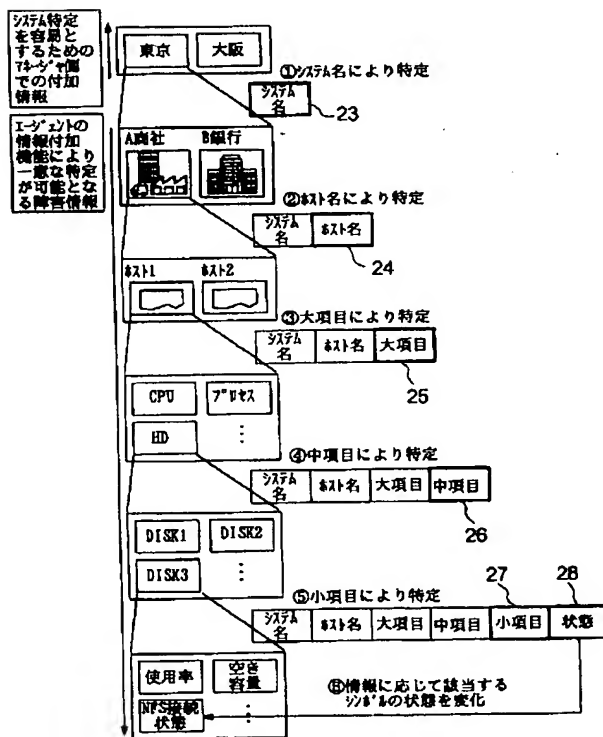 システム特定
を容易と
するための
マネージャ側
での付加
情報
東京
大阪
①システム名により特定
システム
名
23
エージェントの
情報付加
機能により
一意な特定
が可能とな
る障害情報
A商社
B銀行
②ホスト名により特定
システム
名
ホスト名
24
ホスト1
ホスト2
③大項目により特定
システム
名
ホスト名
大項目
25
CPU
プロセス
HD
⋮
④中項目により特定
システム
名
ホスト名
大項目
中項目
26
DISK1
DISK2
DISK3
⋮
⑤小項目により特定
27
28
システム
名
ホスト名
大項目
中項目
小項目
状態
使用率
空き
容量
NFS接続
状態
⋮
⑥情報に応じて該当する
シンボルの状態を変化